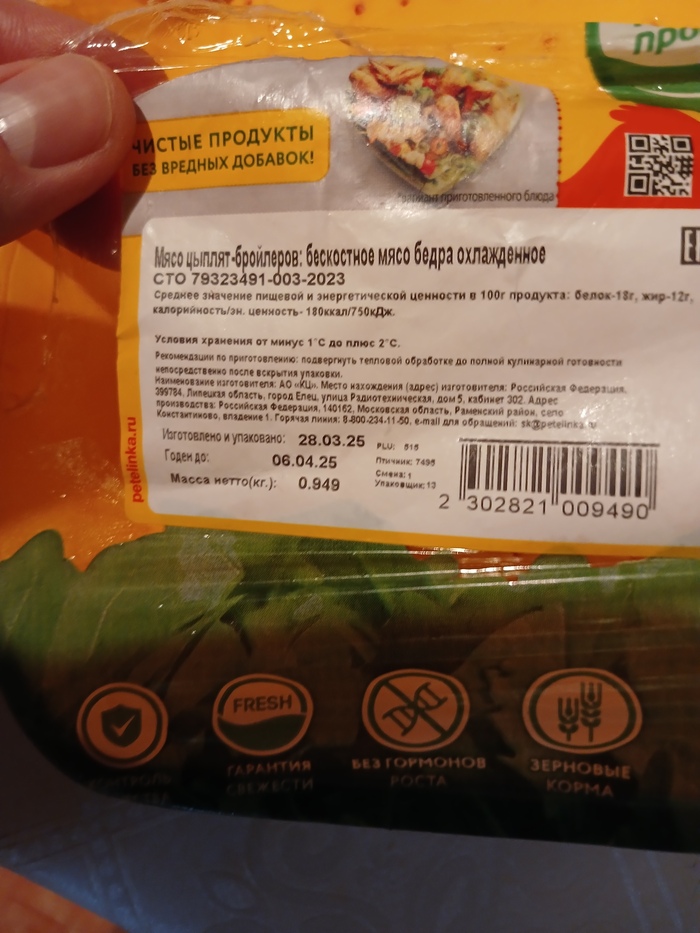 про
ЧИСТЫЕ ПРОДУКТЫ
БЕЗ ВРЕДНЫХ ДОБАВОК!
*вариант приготовленного блюда
Мясо цыплят-бройлеров: бескостное мясо бедра охлажденное
СТО 79323491-003-2023
Среднее значение пищевой и энергетической ценности в 100г продукта: белок-18г, жир-12г,
калорийность/эн. ценность- 180ккал/750кДж.
Условия хранения от минус 1°С до плюс 2°С.
Рекомендации по приготовлению: подвергнуть тепловой обработке до полной кулинарной готовности
непосредственно после вскрытия упаковки.
Наименование изготовителя: АО «КЦ». Место нахождения (адрес) изготовителя: Российская Федерация,
399784, Липецкая область, город Елец, улица Радиотехническая, дом 5, кабинет 302. Адрес
производства: Российская Федерация, 140162, Московская область, Раменский район, село
Константиново, владение 1. Горячая линия: 8-800-234-11-50, e-mail для обращений: sk@petelinka.ru
Изготовлено и упаковано: 28.03.25
Годен до: 06.04.25
Масса нетто(кг.): 0.949
PLU: 515
Птичник: 7495
Смена: 1
Упаковщик: 13
2 302821 009490
petelinka.ru
FRESH
ГАРАНТИЯ
СВЕЖЕСТИ
БЕЗ ГОРМОНОВ
РОСТА
ЗЕРНОВЫЕ
КОРМА